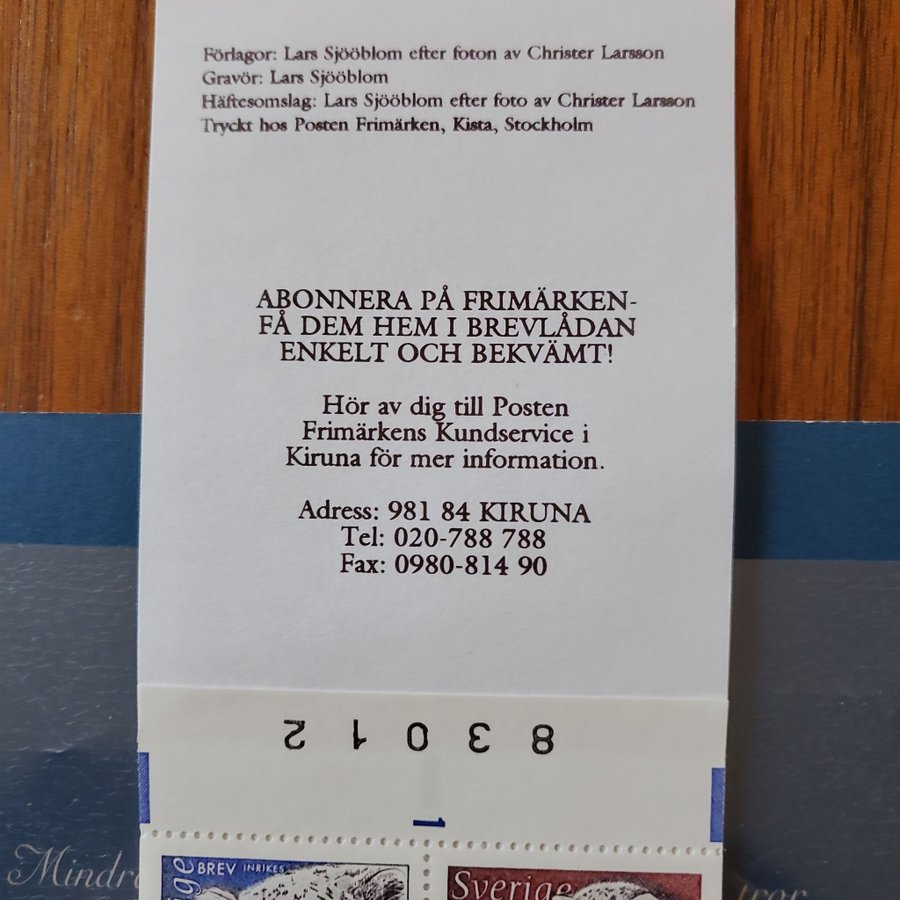 Förlagor: Lars Sjööblom efter foton av Christer Larsson
Gravör: Lars Sjööblom
Häftesomslag: Lars Sjööblom efter foto av Christer Larsson
Tryckt hos Posten Frimärken, Kista, Stockholm
ABONNERA PÅ FRIMÄRKEN-
FÅ DEM HEM I BREVLÅDAN
ENKELT OCH BEKVÄMT!
Hör av dig till Posten
Frimärkens Kundservice i
Kiruna för mer information.
Adress: 981 84 KIRUNA
Tel: 020-788 788
Fax: 0980-814 90
83012
1
BREV INRIKES
Sverige